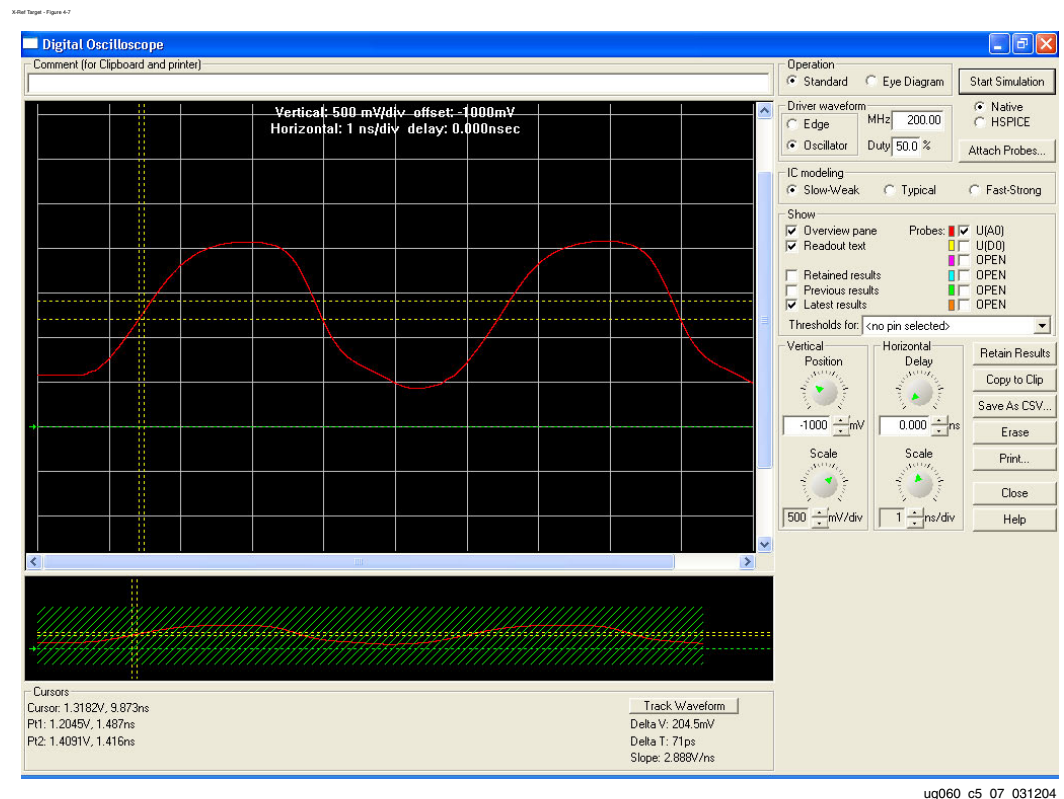 X-Ref Target - Figure 4-7
Digital Oscilloscope
Comment (for Clipboard and printer)
Vertical: 500 mV/div offset: -1000mV
Horizontal: 1 ns/div delay: 0.000nsec
Operation
Standard Eye Diagram
Start Simulation
Driver waveform
Edge
Oscillator
MHz 200.00
Duty 50.0 %
Native
HSPICE
Attach Probes...
IC modeling
Slow-Weak Typical Fast-Strong
Show
Overview pane Probes: U(A0)
Readout text U(D0)
OPEN
Retained results OPEN
Previous results OPEN
Latest results OPEN
Thresholds for: <no pin selected>
Vertical
Position
-1000 mV
Scale
500 mV/div
Horizontal
Delay
0.000 ns
Scale
1 ns/div
Retain Results
Copy to Clip
Save As CSV...
Erase
Print...
Close
Help
Cursors
Cursor: 1.3182V, 9.873ns
Pt1: 1.2045V, 1.487ns
Pt2: 1.4091V, 1.416ns
Track Waveform
Delta V: 204.5mV
Delta T: 71ps
Slope: 2.888V/ns
ug060_c5_07_031204